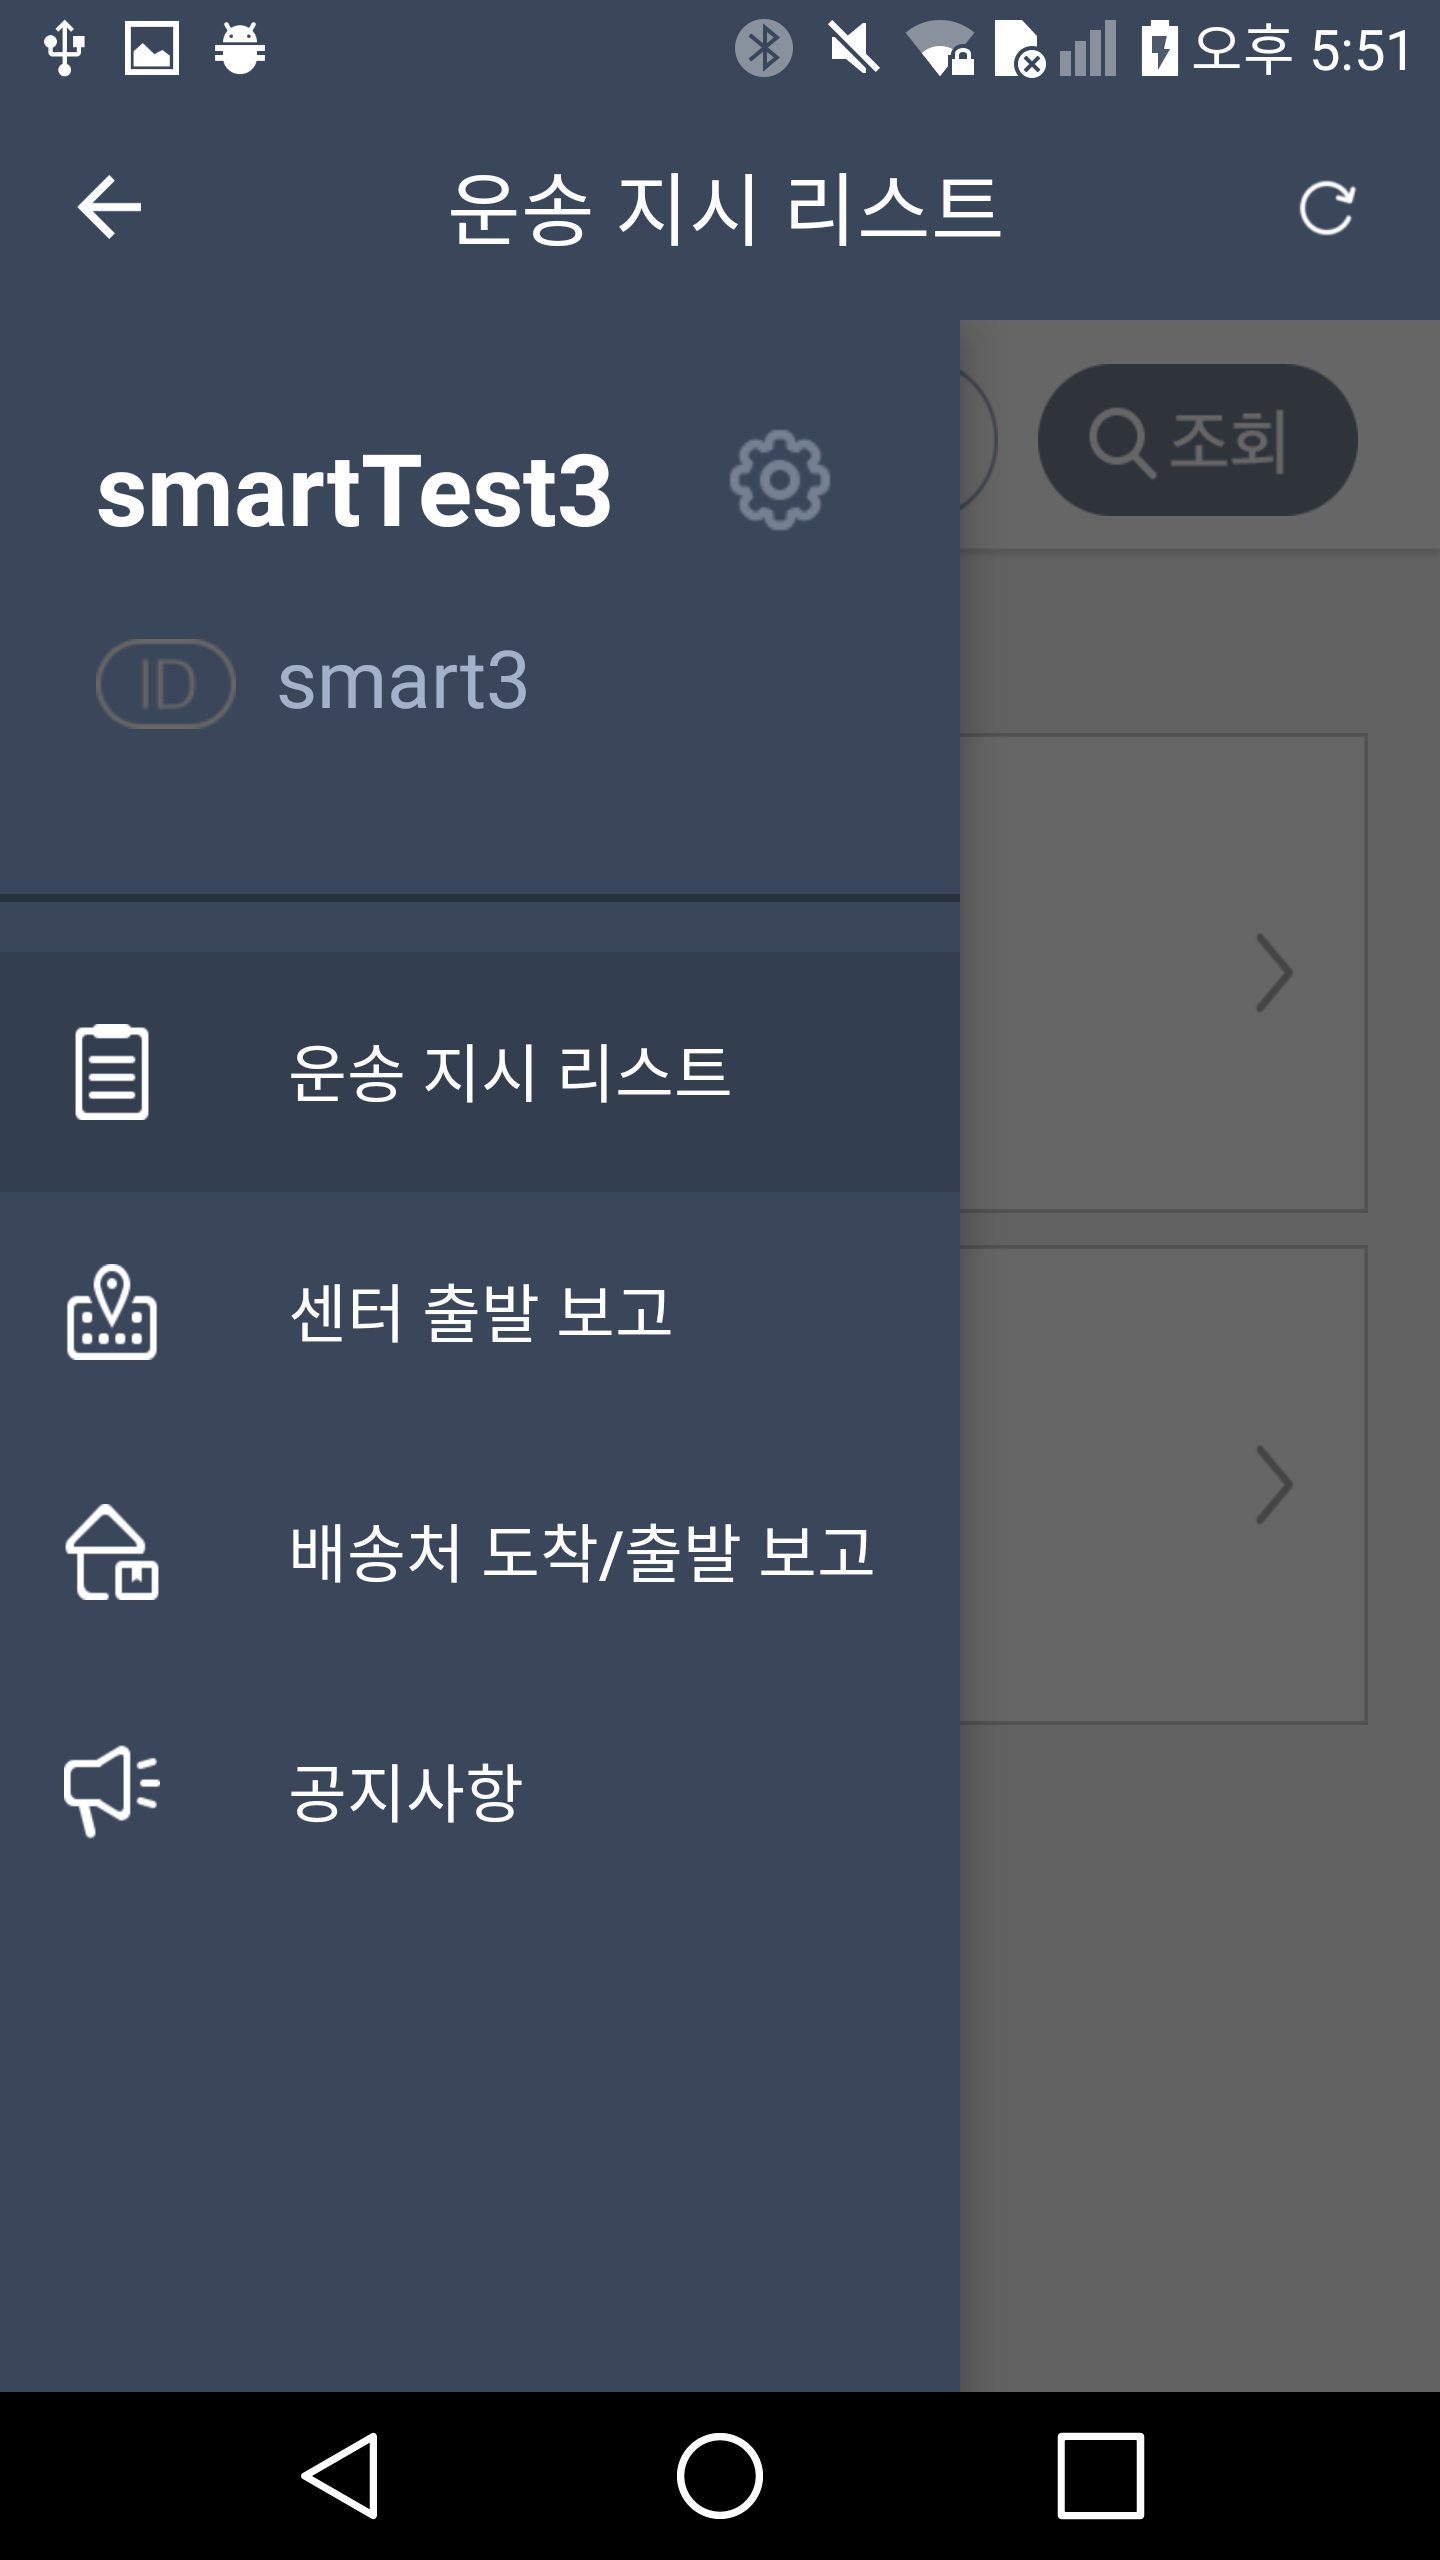 오후 5:51
운송 지시 리스트
조회
smartTest3
ID smart3
운송 지시 리스트
센터 출발 보고
배송처 도착/출발 보고
공지사항